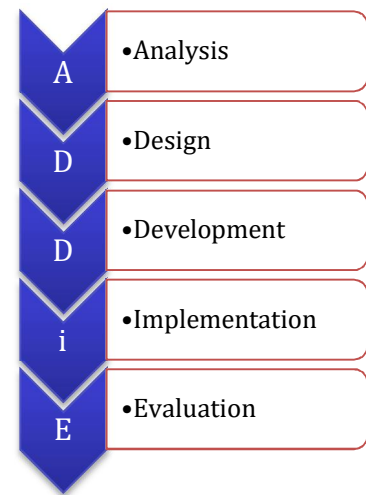 A
•Analysis
D
•Design
D
•Development
i
•Implementation
E
•Evaluation